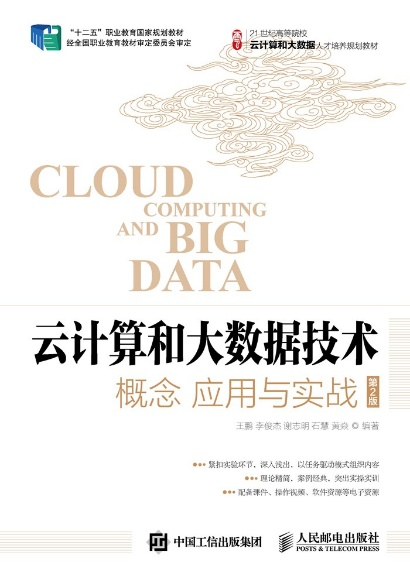 “十二五”职业教育国家规划教材
经全国职业教育教材审定委员会审定
21世纪高等院校
云计算和大数据人才培养规划教材
CLOUD
COMPUTING
AND BIG
DATA
云计算和大数据技术
概念 应用与实战 第2版
王鹏 李俊杰 谢志明 石慧 黄焱 ◎ 编著
紧扣实验环节，深入浅出，以任务驱动模式组织内容
理论精简，案例经典，突出实操实训
配备课件、操作视频、软件资源等电子资源
中国工信出版集团
人民邮电出版社
POSTS & TELECOM PRESS